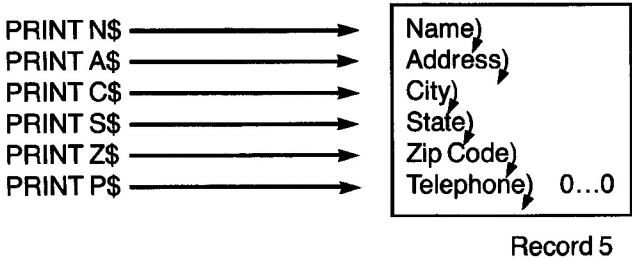 PRINT N$ Name)
PRINT A$ Address)
PRINT C$ City)
PRINT S$ State)
PRINT Z$ Zip Code)
PRINT P$ Telephone) 0...0
Record 5